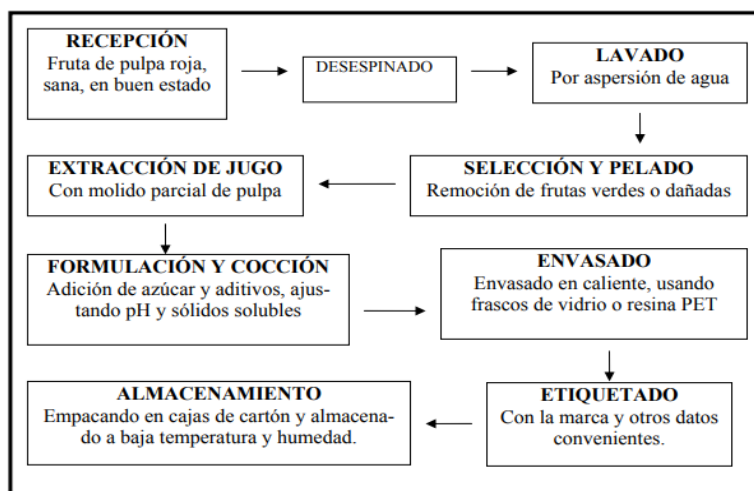 RECEPCIÓN
Fruta de pulpa roja,
sana, en buen estado
DESESPINADO
LAVADO
Por aspersión de agua
SELECCIÓN Y PELADO
Remoción de frutas verdes o dañadas
EXTRACCIÓN DE JUGO
Con molido parcial de pulpa
FORMULACIÓN Y COCCIÓN
Adición de azúcar y aditivos, ajus-
tando pH y sólidos solubles
ENVASADO
Envasado en caliente, usando
frascos de vidrio o resina PET
ETIQUETADO
Con la marca y otros datos
convenientes.
ALMACENAMIENTO
Empacando en cajas de cartón y almacena-
do a baja temperatura y humedad.